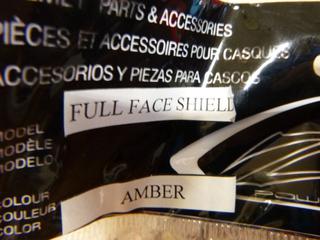 PARTS & ACCESSORIES
PIÈCES ET ACCESSOIRES POUR CASQUES
ACCESORIOS Y PIEZAS PARA CASCOS
FULL FACE SHIELD
MODEL
MODÈLE
MODELO
COLOUR
COULEUR
COLOR
AMBER